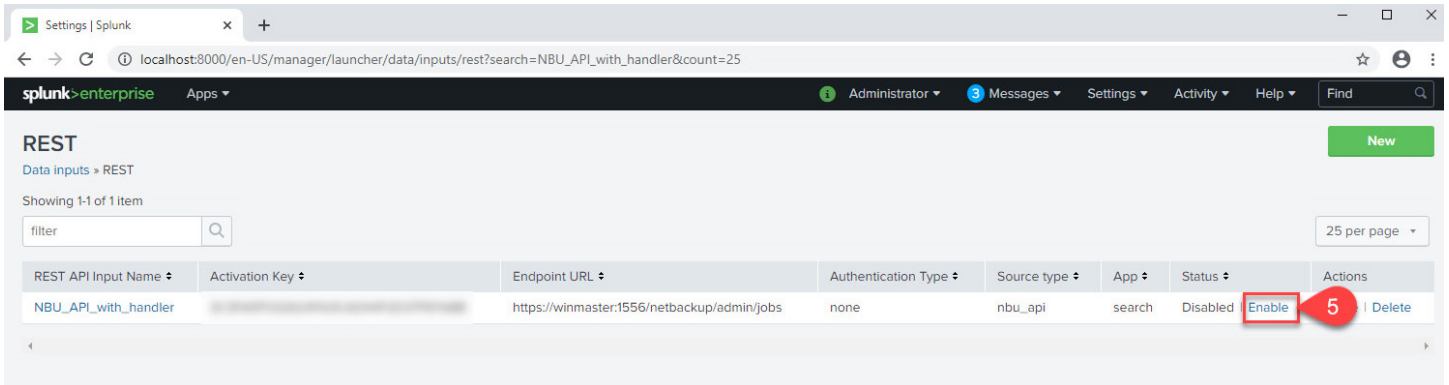 Settings | Splunk
localhost:8000/en-US/manager/launcher/data/inputs/rest?search=NBU_API_with_handler&count=25
splunk>enterprise Apps Administrator 3 Messages Settings Activity Help Find
REST
New
Data inputs » REST
Showing 1-1 of 1 item
filter
25 per page
REST API Input Name Activation Key Endpoint URL Authentication Type Source type App Status Actions
NBU_API_with_handler https://winmaster:1556/netbackup/admin/jobs none nbu_api search Disabled | Enable 5 | Delete